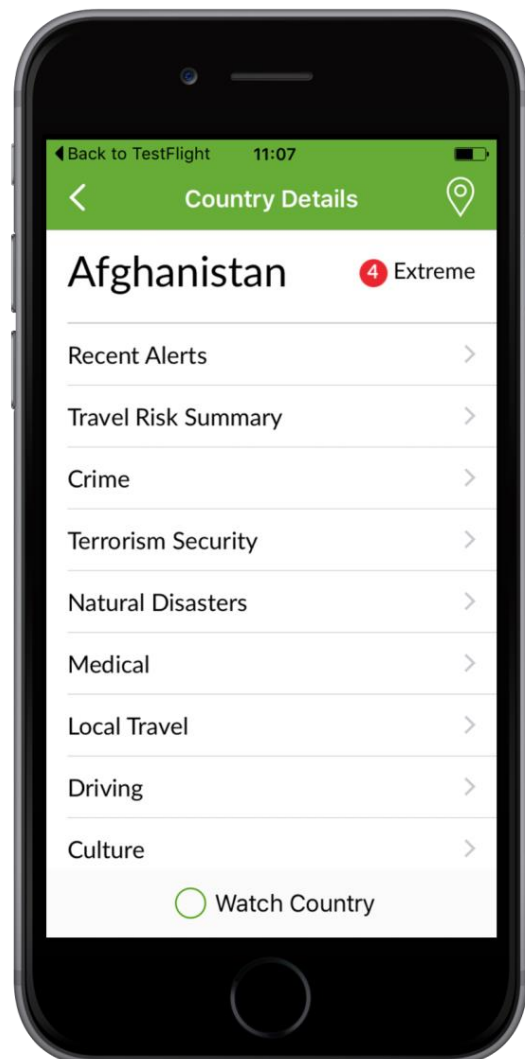 Back to TestFlight 11:07
Country Details
Afghanistan 4 Extreme
Recent Alerts
Travel Risk Summary
Crime
Terrorism Security
Natural Disasters
Medical
Local Travel
Driving
Culture
Watch Country